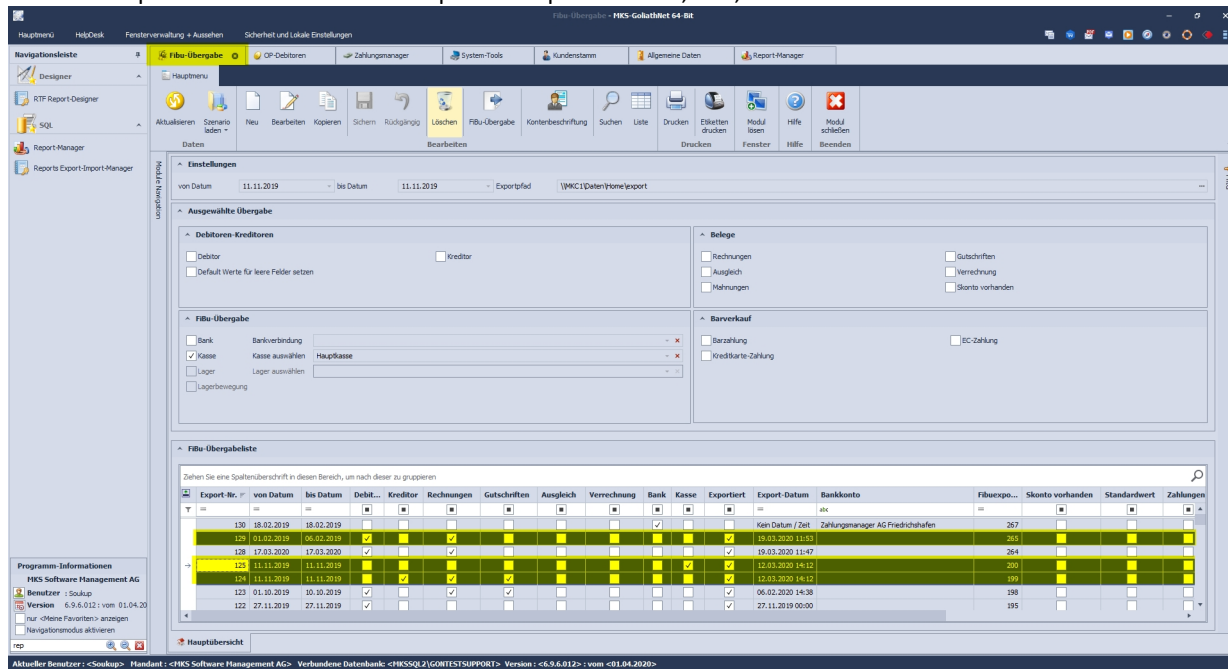 Fibu-Übergabe - MKS-GoliathNet 64-Bit
Hauptmenü HelpDesk Fensterverwaltung + Aussehen Sicherheit und Lokale Einstellungen
Navigationsleiste
Fibu-Übergabe OP-Debitoren Zahlungsmanager System-Tools Kundenstamm Allgemeine Daten Report-Manager
Designer
RTF Report-Designer
SQL
Report-Manager
Reports Export-Import-Manager
Hauptmenu
Aktualisieren Szenario laden Neu Bearbeiten Kopieren Sichern Rückgängig Löschen FiBu-Übergabe Kontenbeschriftung Suchen Liste Drucken Etiketten drucken Modul lösen Hilfe Modul schließen
Daten Bearbeiten Drucken Fenster Hilfe Beenden
Module Navigation
Einstellungen
von Datum 11.11.2019 bis Datum 11.11.2019 Exportpfad \\MKC1\Daten\Home\export
Ausgewählte Übergabe
Debitoren-Kreditoren
Debitor Kreditor
Default Werte für leere Felder setzen
Belege
Rechnungen Gutschriften
Ausgleich Verrechnung
Mahnungen Skonto vorhanden
FiBu-Übergabe
Bank Bankverbindung
Kasse Kasse auswählen Hauptkasse
Lager Lager auswählen
Lagerbewegung
Barverkauf
Barzahlung EC-Zahlung
Kreditkarte-Zahlung
FiBu-Übergabeliste
Ziehen Sie eine Spaltenüberschrift in diesen Bereich, um nach dieser zu gruppieren
Export-Nr. von Datum bis Datum Debit... Kreditor Rechnungen Gutschriften Ausgleich Verrechnung Bank Kasse Exportiert Export-Datum Bankkonto Fibuexpo... Skonto vorhanden Standardwert Zahlungen
= = = = abc =
130 18.02.2019 18.02.2019 Kein Datum / Zeit Zahlungsmanager AG Friedrichshafen 267
129 01.02.2019 06.02.2019 19.03.2020 11:53 265
128 17.03.2020 17.03.2020 19.03.2020 11:47 264
125 11.11.2019 11.11.2019 12.03.2020 14:12 200
124 11.11.2019 11.11.2019 12.03.2020 14:12 199
123 01.10.2019 10.10.2019 06.02.2020 14:38 198
122 27.11.2019 27.11.2019 27.11.2019 00:00 195
Hauptübersicht
Programm-Informationen
MKS Software Management AG
Benutzer : Soukup
Version 6.9.6.012 : vom 01.04.20
nur <Meine Favoriten> anzeigen
Navigationsmodus aktivieren
rep
Aktueller Benutzer : <Soukup> Mandant : <MKS Software Management AG> Verbundene Datenbank: <MKSSQL2\GONTESTSUPPORT> Version : <6.9.6.012> : vom <01.04.2020>